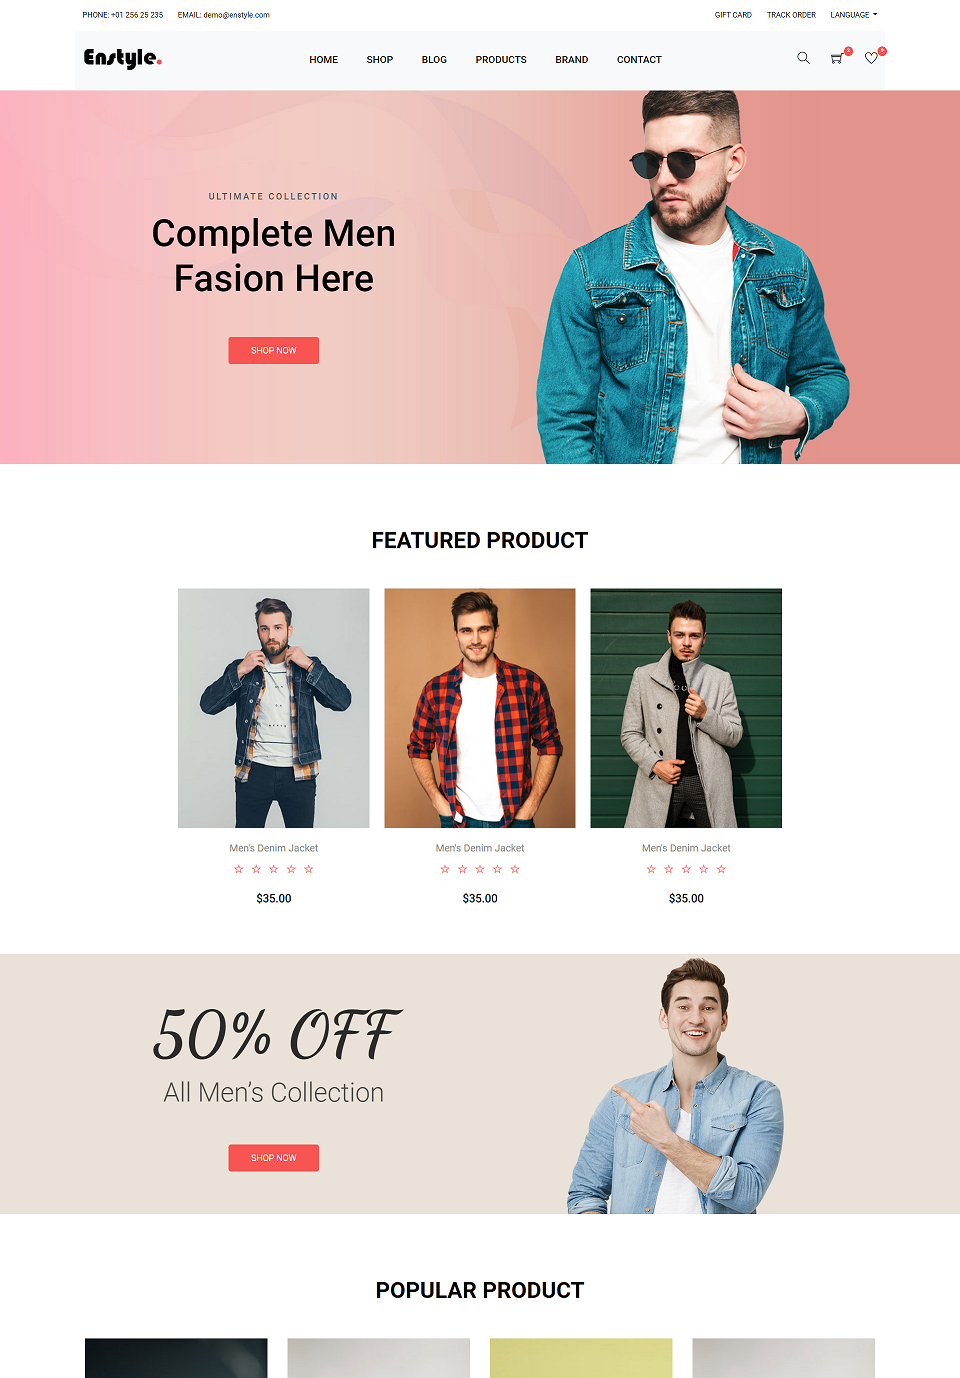 PHONE: +01 256 25 235 EMAIL: demo@enstyle.com GIFT CARD TRACK ORDER LANGUAGE
Enstyle. HOME SHOP BLOG PRODUCTS BRAND CONTACT
ULTIMATE COLLECTION
Complete Men
Fasion Here
SHOP NOW
FEATURED PRODUCT
Men's Denim Jacket Men's Denim Jacket Men's Denim Jacket
$35.00 $35.00 $35.00
50% OFF
All Men's Collection
SHOP NOW
POPULAR PRODUCT